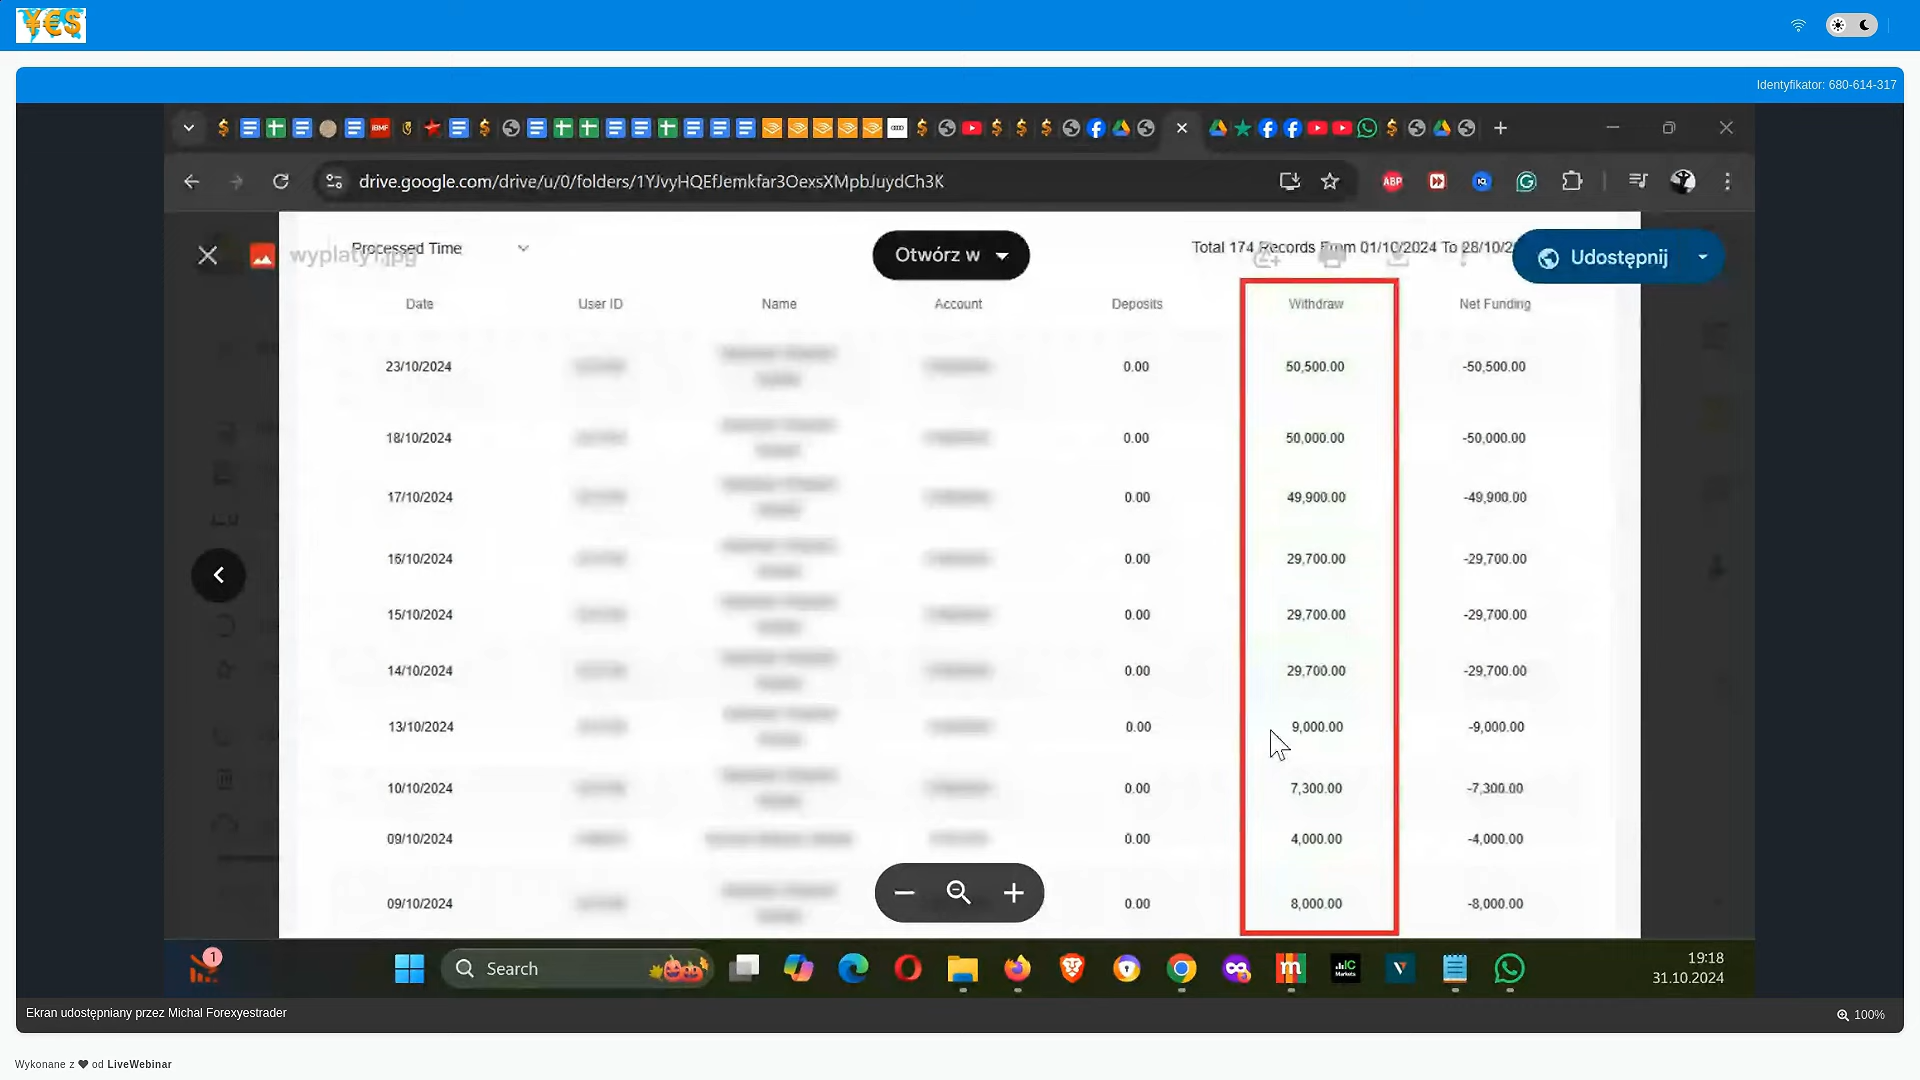 ¥€$
Identyfikator: 680-614-317
drive.google.com/drive/u/0/folders/1YJvyHQEfJemkfar3OexsXMpbJuydCh3K
ABP
Processed Time
wypłaty1.jpg
Otwórz w
Total 174 Records From 01/10/2024 To 28/10/2
Udostępnij
Date User ID Name Account Deposits Withdraw Net Funding
23/10/2024 0.00 50,500.00 -50,500.00
18/10/2024 0.00 50,000.00 -50,000.00
17/10/2024 0.00 49,900.00 -49,900.00
16/10/2024 0.00 29,700.00 -29,700.00
15/10/2024 0.00 29,700.00 -29,700.00
14/10/2024 0.00 29,700.00 -29,700.00
13/10/2024 0.00 9,000.00 -9,000.00
10/10/2024 0.00 7,300.00 -7,300.00
09/10/2024 0.00 4,000.00 -4,000.00
09/10/2024 0.00 8,000.00 -8,000.00
1
Search
IC
Markets
19:18
31.10.2024
Ekran udostępniany przez Michal Forexyestrader
100%
Wykonane z ❤ od LiveWebinar